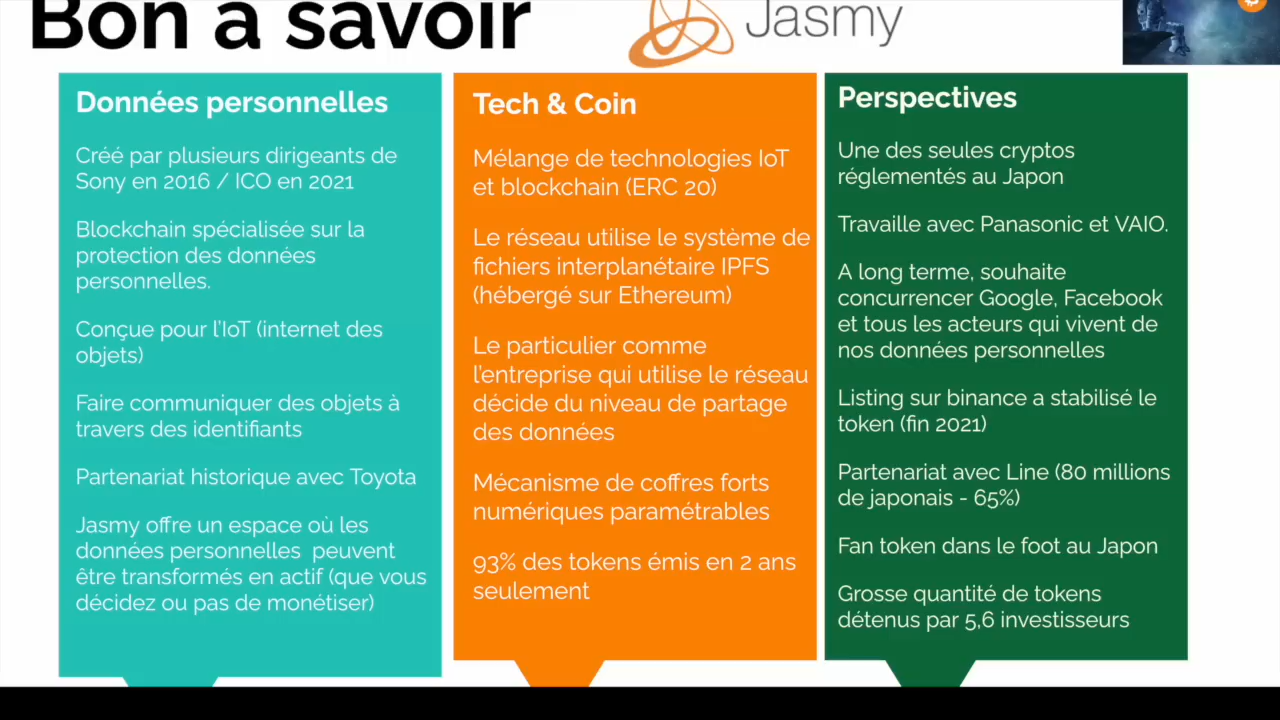 Bon à savoir
Jasmy
Données personnelles
Créé par plusieurs dirigeants de
Sony en 2016 / ICO en 2021
Blockchain spécialisée sur la
protection des données
personnelles.
Conçue pour l'IoT (internet des
objets)
Faire communiquer des objets à
travers des identifiants
Partenariat historique avec Toyota
Jasmy offre un espace où les
données personnelles peuvent
être transformés en actif (que vous
décidez ou pas de monétiser)
Tech & Coin
Mélange de technologies IoT
et blockchain (ERC 20)
Le réseau utilise le système de
fichiers interplanétaire IPFS
(hébergé sur Ethereum)
Le particulier comme
l'entreprise qui utilise le réseau
décide du niveau de partage
des données
Mécanisme de coffres forts
numériques paramétrables
93% des tokens émis en 2 ans
seulement
Perspectives
Une des seules cryptos
réglementés au Japon
Travaille avec Panasonic et VAIO.
A long terme, souhaite
concurrencer Google, Facebook
et tous les acteurs qui vivent de
nos données personnelles
Listing sur binance a stabilisé le
token (fin 2021)
Partenariat avec Line (80 millions
de japonais - 65%)
Fan token dans le foot au Japon
Grosse quantité de tokens
détenus par 5,6 investisseurs